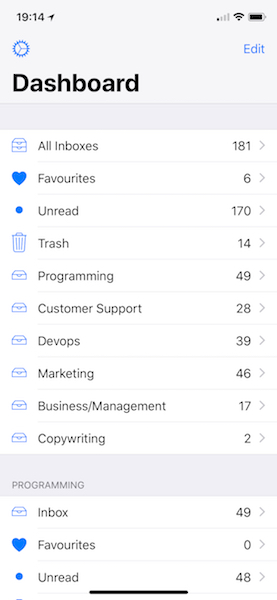 19:14
Edit
Dashboard
All Inboxes 181
Favourites 6
Unread 170
Trash 14
Programming 49
Customer Support 28
Devops 39
Marketing 46
Business/Management 17
Copywriting 2
PROGRAMMING
Inbox 49
Favourites 0
Unread 48